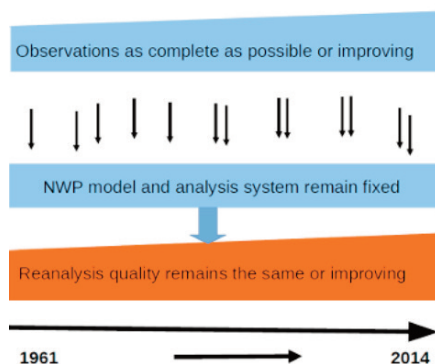 Observations as complete as possible or improving
NWP model and analysis system remain fixed
Reanalysis quality remains the same or improving
1961 2014